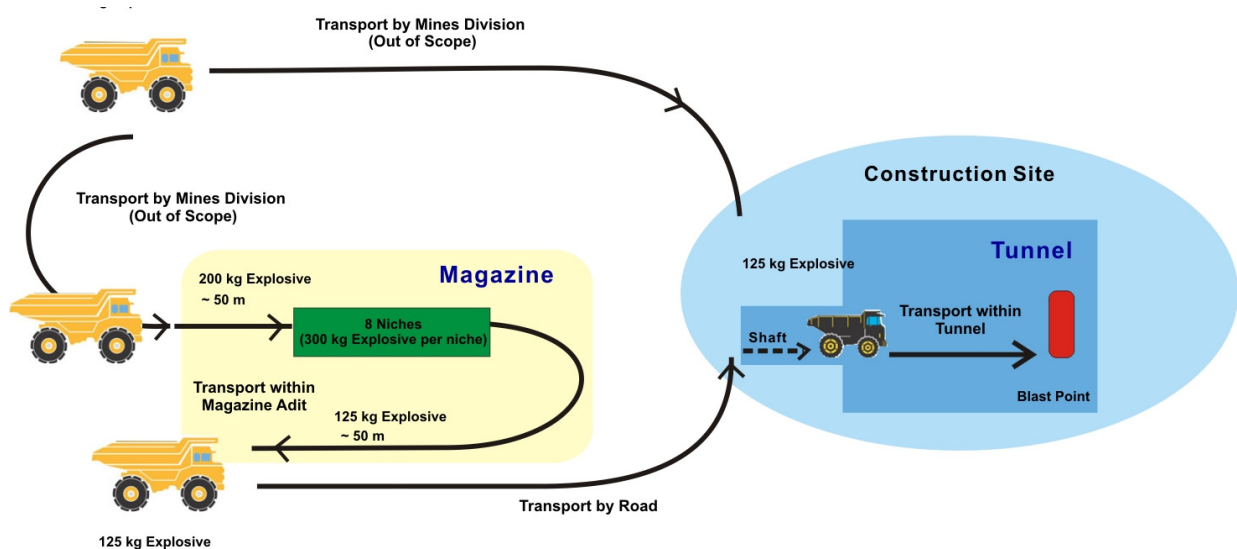 Transport by Mines Division
(Out of Scope)
Transport by Mines Division
(Out of Scope)
Construction Site
200 kg Explosive
~ 50 m
Magazine
125 kg Explosive
Tunnel
8 Niches
(300 kg Explosive per niche)
Shaft
Transport within
Tunnel
Transport within
Magazine Adit
125 kg Explosive
~ 50 m
Blast Point
Transport by Road
125 kg Explosive